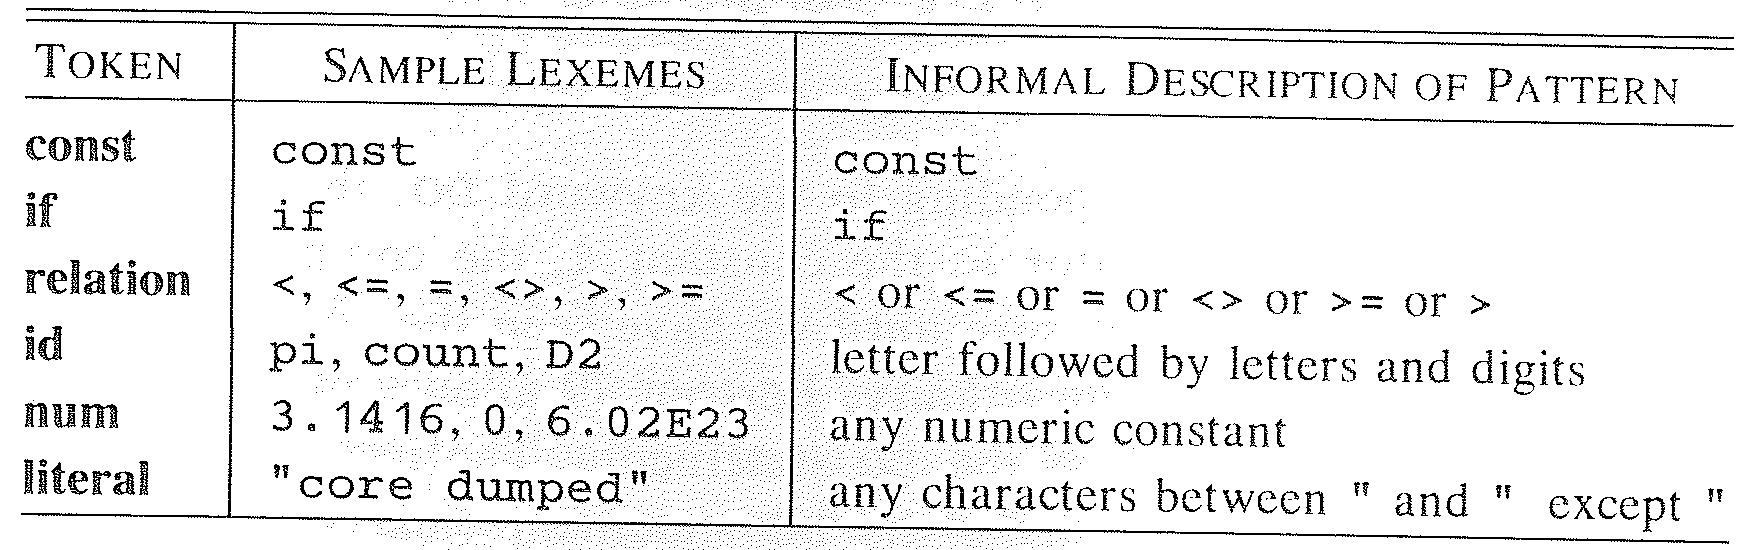 TOKEN SAMPLE LEXEMES INFORMAL DESCRIPTION OF PATTERN
const const const
if if if
relation <, <=, =, <>, >, >= < or <= or = or <> or >= or >
id pi, count, D2 letter followed by letters and digits
num 3.1416, 0, 6.02E23 any numeric constant
literal "core dumped" any characters between " and " except "